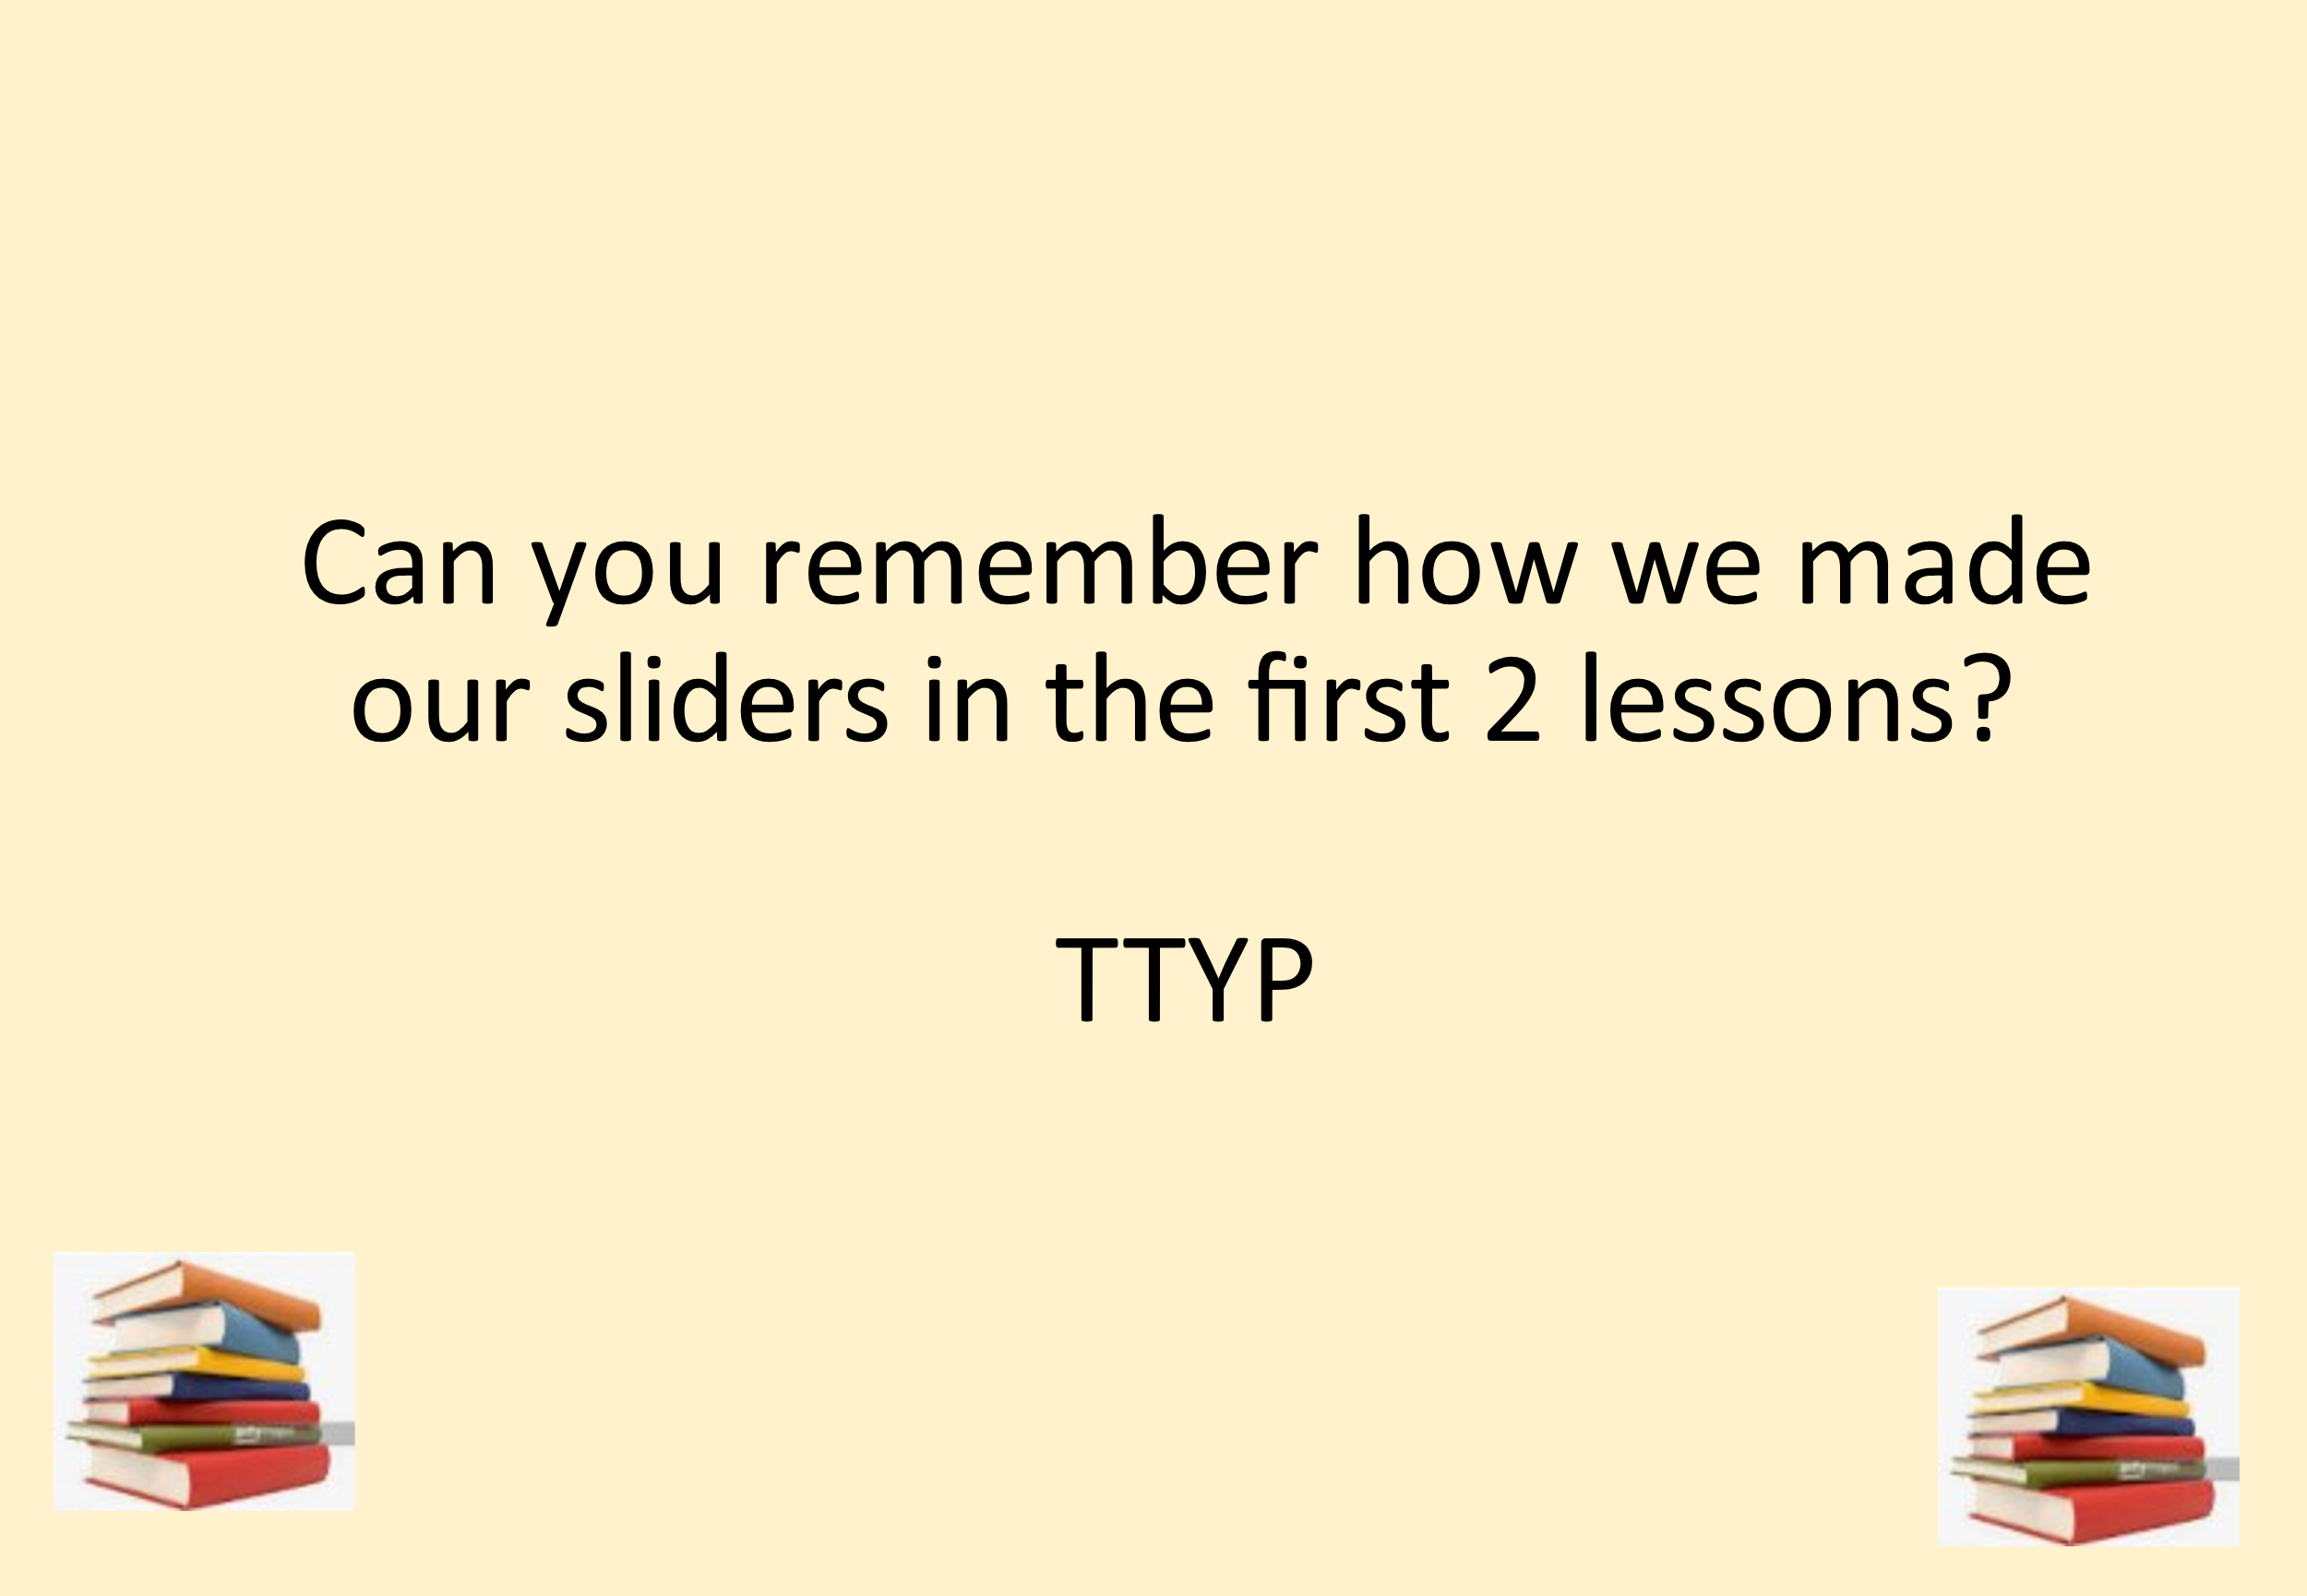 Can you remember how we made
our sliders in the first 2 lessons?
TTYP